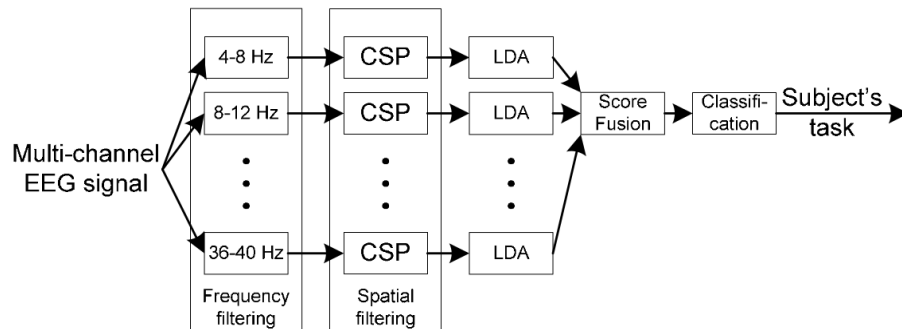 4-8 Hz
CSP
LDA
8-12 Hz
CSP
LDA
Score
Fusion
Classifi-
cation
Subject's
task
Multi-channel
EEG signal
36-40 Hz
CSP
LDA
Frequency
filtering
Spatial
filtering